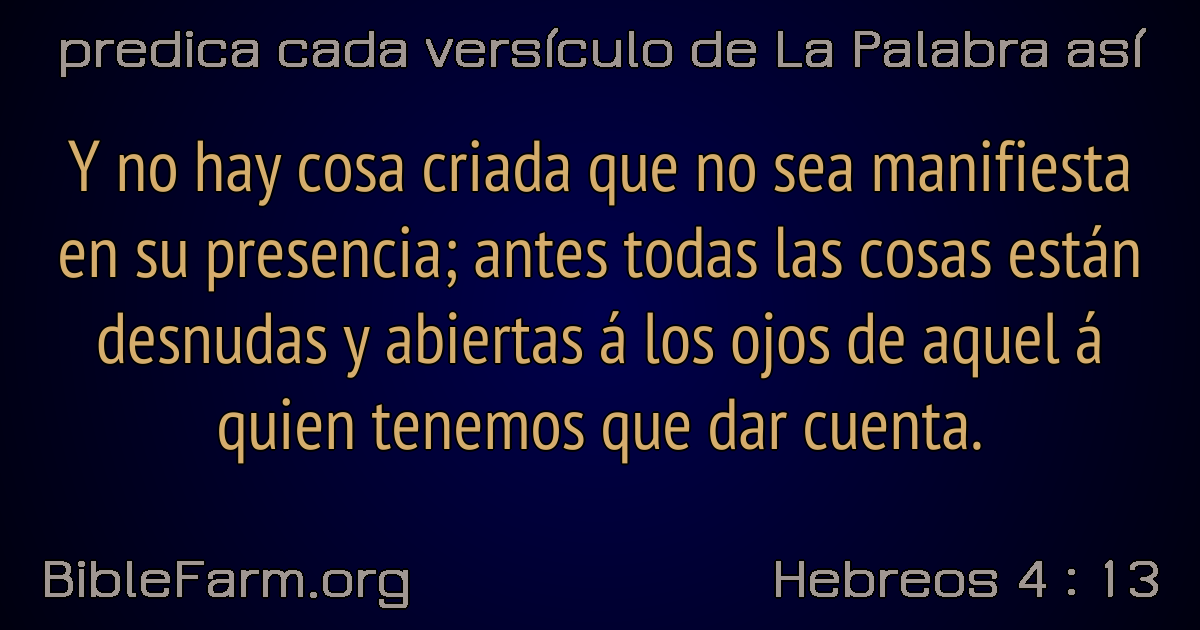 predica cada versículo de La Palabra así
Y no hay cosa criada que no sea manifiesta
en su presencia; antes todas las cosas están
desnudas y abiertas á los ojos de aquel á
quien tenemos que dar cuenta.
BibleFarm.org
Hebreos 4 : 13